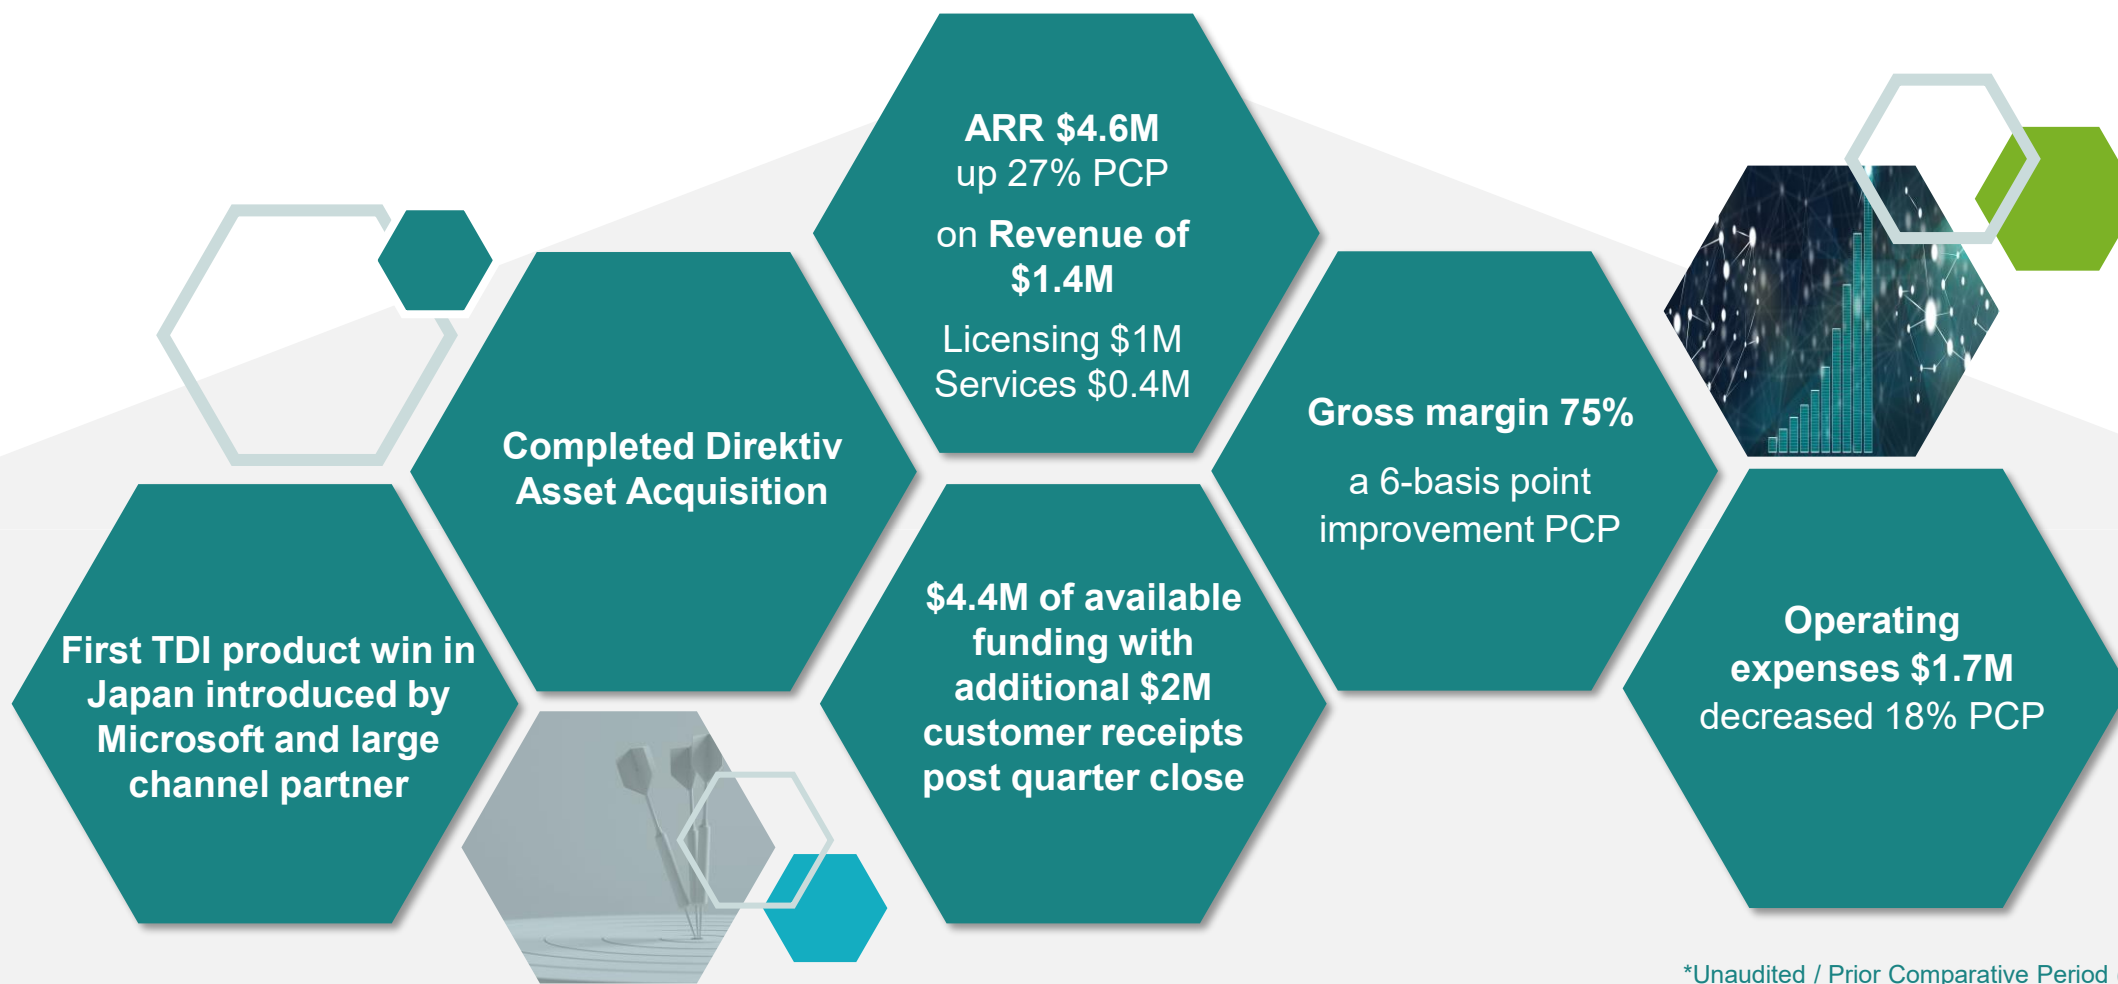 First TDI product win in
Japan introduced by
Microsoft and large
channel partner
Completed Direktiv
Asset Acquisition
ARR $4.6M
up 27% PCP
on Revenue of
$1.4M
Licensing $1M
Services $0.4M
$4.4M of available
funding with
additional $2M
customer receipts
post quarter close
Gross margin 75%
a 6-basis point
improvement PCP
Operating
expenses $1.7M
decreased 18% PCP
*Unaudited / Prior Comparative Period